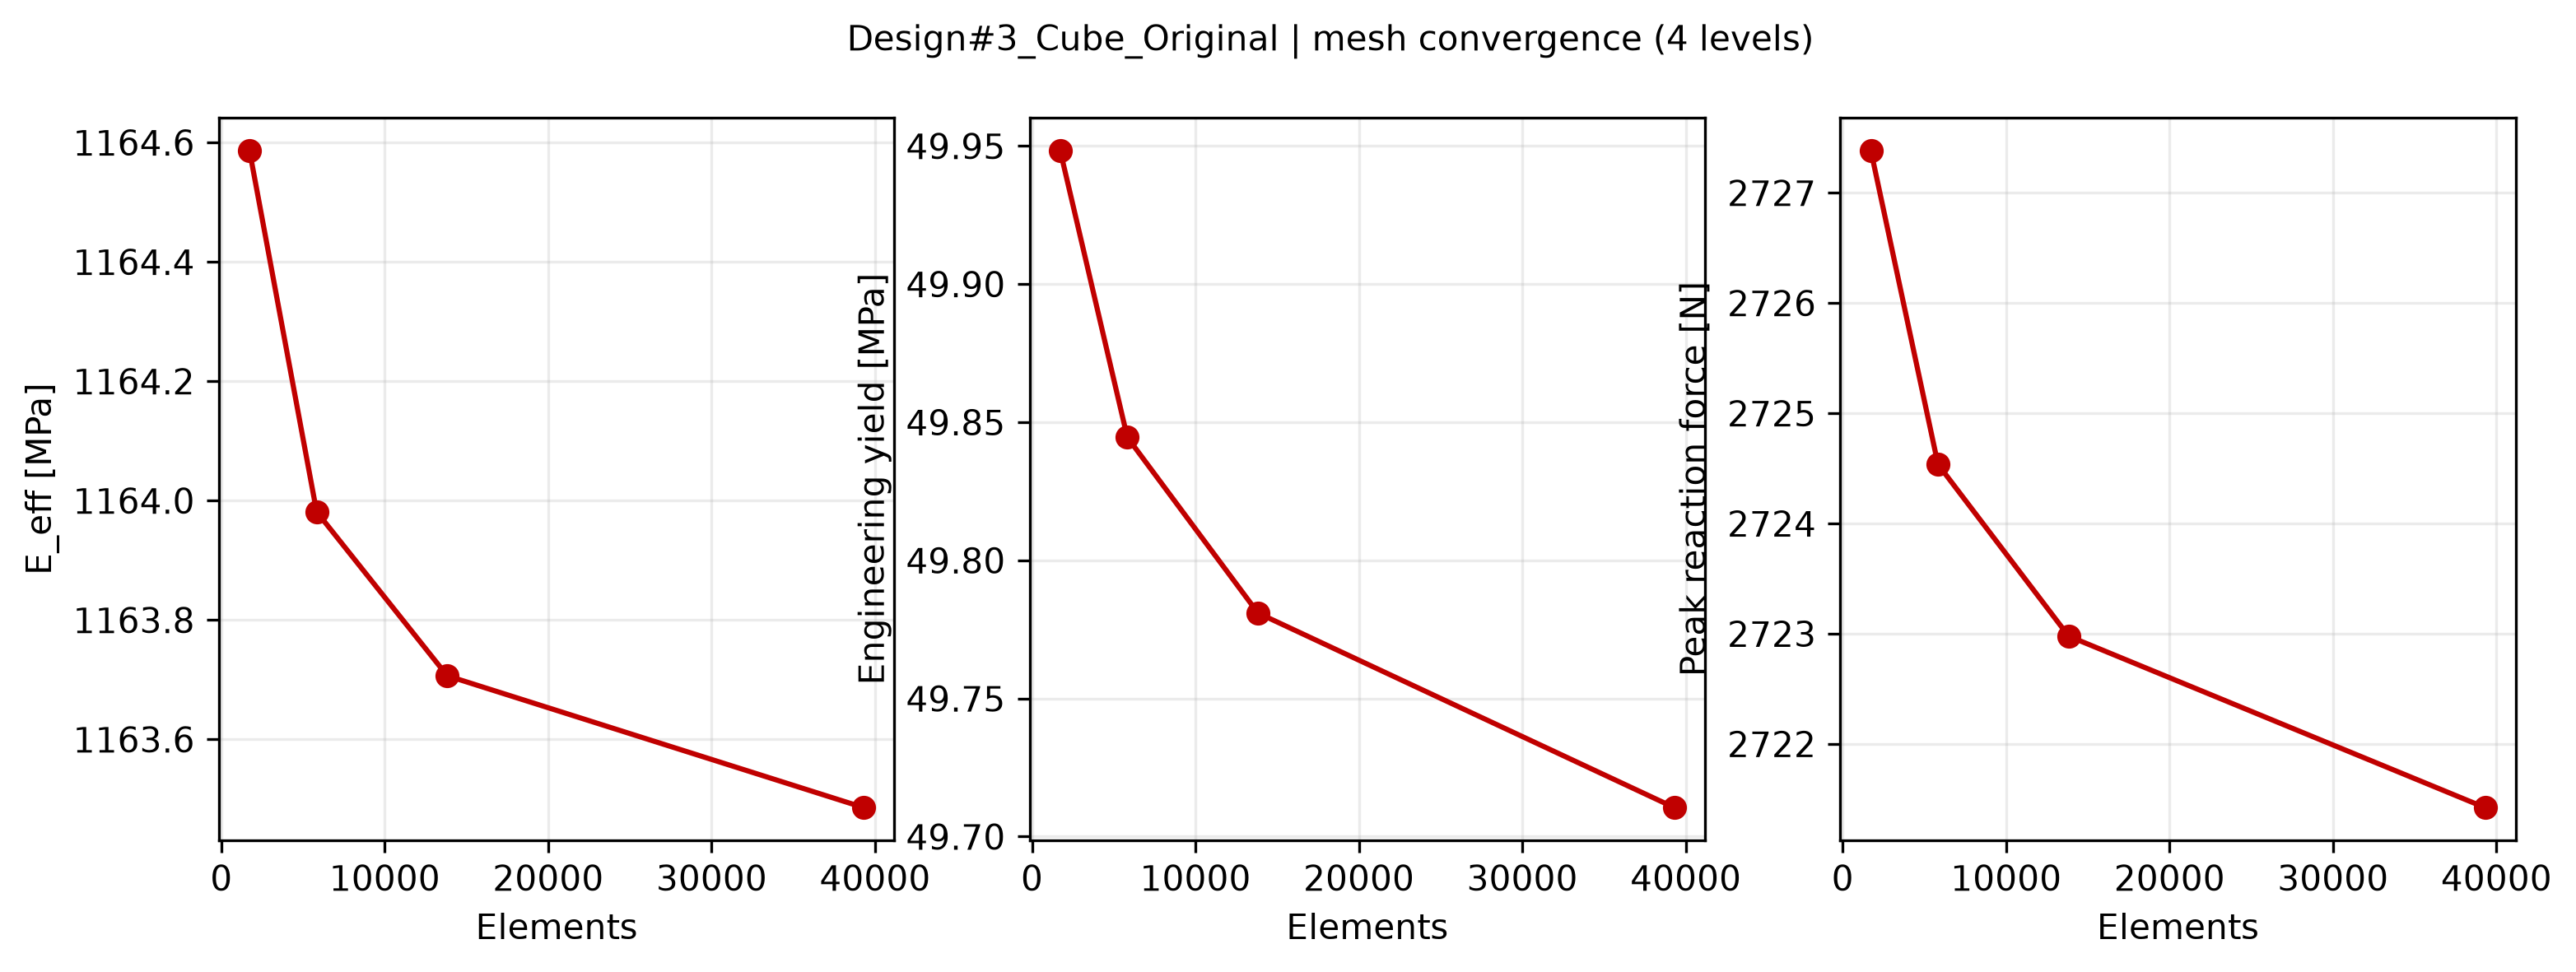 Design#3_Cube_Original | mesh convergence (4 levels)
E_eff [MPa]
1164.6
1164.4
1164.2
1164.0
1163.8
1163.6
0 10000 20000 30000 40000
Elements
Engineering yield [MPa]
49.95
49.90
49.85
49.80
49.75
49.70
0 10000 20000 30000 40000
Elements
Peak reaction force [N]
2727
2726
2725
2724
2723
2722
0 10000 20000 30000 40000
Elements